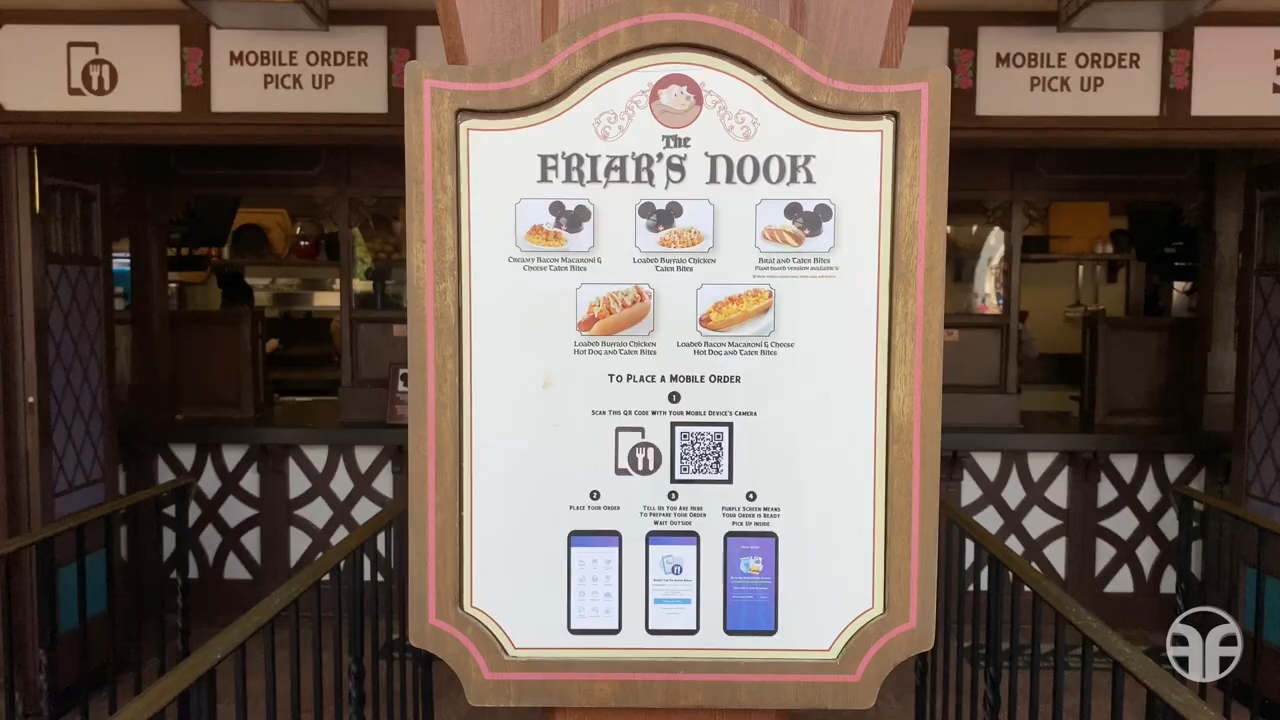 MOBILE ORDER
PICK UP
MOBILE ORDER
PICK UP
The
FRIAR'S NOOK
Creamy Bacon Macaroni &
Cheese Tater Bites
Loaded Buffalo Chicken
Tater Bites
Brat and Tater Bites
Plant-based version available
Loaded Buffalo Chicken
Hot Dog and Tater Bites
Loaded Bacon Macaroni & Cheese
Hot Dog and Tater Bites
TO PLACE A MOBILE ORDER
1
SCAN THIS QR CODE WITH YOUR MOBILE DEVICE'S CAMERA
2
PLACE YOUR ORDER
3
TELL US YOU ARE HERE
TO PREPARE YOUR ORDER
WAIT OUTSIDE
4
PURPLE SCREEN MEANS
YOUR ORDER IS READY
PICK UP INSIDE